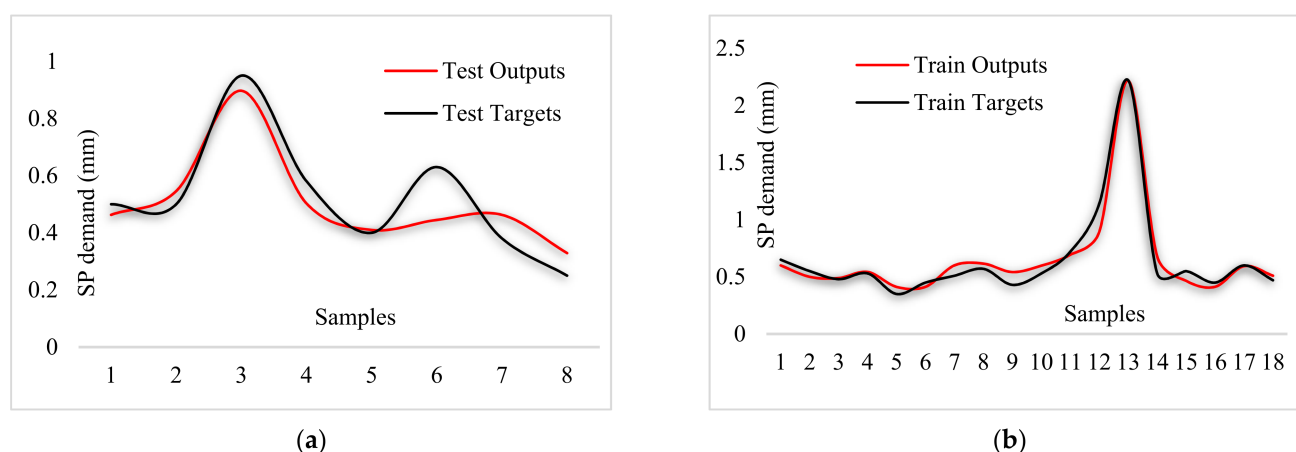 1
0.8
0.6
0.4
0.2
0
SP demand (mm)
Test Outputs
Test Targets
Samples
1 2 3 4 5 6 7 8
(a)
2.5
2
1.5
1
0.5
0
SP demand (mm)
Train Outputs
Train Targets
Samples
1 2 3 4 5 6 7 8 9 10 11 12 13 14 15 16 17 18
(b)